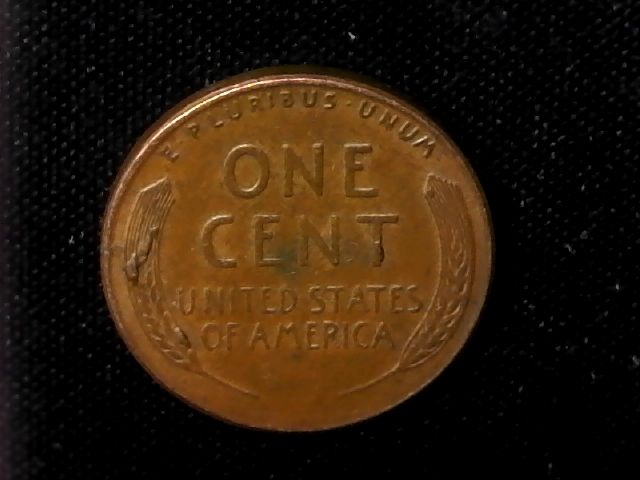 E PLURIBUS · UNUM
ONE
CENT
UNITED STATES
OF AMERICA